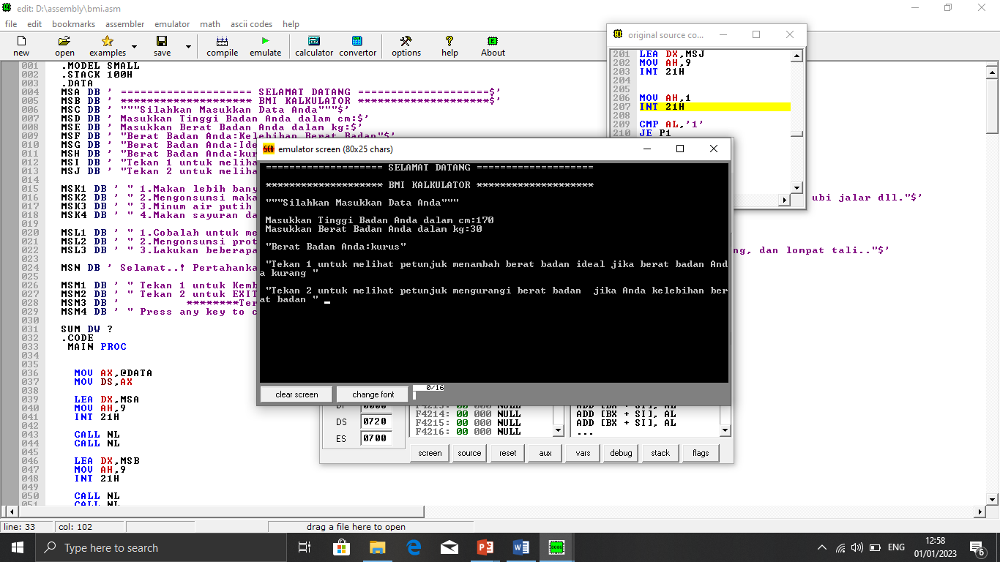 edit: D:\assembly\bmi.asm
file edit bookmarks assembler emulator math ascii codes help
new open examples save compile emulate calculator convertor options help About
001 .MODEL SMALL
002 .STACK 100H
003 .DATA
004 MSA DB ' ==================== SELAMAT DATANG ====================$'
005 MSB DB ' ******************** BMI KALKULATOR ********************$'
006 MSC DB ' """Silahkan Masukkan Data Anda"""$'
007 MSD DB ' Masukkan Tinggi Badan Anda dalam cm:$'
008 MSE DB ' Masukkan Berat Badan Anda dalam kg:$'
009 MSF DB ' "Berat Badan Anda:Kelebihan Berat Badan"$'
010 MSG DB ' "Berat Badan Anda:Ide
011 MSH DB ' "Berat Badan Anda:kur
012 MSI DB ' "Tekan 1 untuk meliha
013 MSJ DB ' "Tekan 2 untuk meliha
014
015 MSK1 DB ' " 1.Makan lebih bany
016 MSK2 DB ' " 2.Mengonsumsi maka ubi jalar dll."$'
017 MSK3 DB ' " 3.Minum air putih
018 MSK4 DB ' " 4.Makan sayuran da
019
020 MSL1 DB ' " 1.Cobalah untuk me
021 MSL2 DB ' " 2.Mengonsumsi prot
022 MSL3 DB ' " 3.Lakukan beberapa ng, dan lompat tali.."$'
023
024 MSN DB ' Selamat..! Pertahanka
025
026 MSM1 DB ' " Tekan 1 untuk Kemb
027 MSM2 DB ' " Tekan 2 untuk EXIT
028 MSM3 DB ' ********Ter
029 MSM4 DB ' " Press any key to c
030
031 SUM DW ?
032 .CODE
033 MAIN PROC
034
035
036 MOV AX,@DATA
037 MOV DS,AX
038
039 LEA DX,MSA
040 MOV AH,9
041 INT 21H
042
043 CALL NL
044 CALL NL
045
046 LEA DX,MSB
047 MOV AH,9
048 INT 21H
049
050 CALL NL
051 CALL NL
original source co...
201 LEA DX,MSJ
202 MOV AH,9
203 INT 21H
204
205
206 MOV AH,1
207 INT 21H
208
209 CMP AL,'1'
210 JE P1
emulator screen (80x25 chars)
==================== SELAMAT DATANG ====================
******************** BMI KALKULATOR ********************
"""Silahkan Masukkan Data Anda"""
Masukkan Tinggi Badan Anda dalam cm:170
Masukkan Berat Badan Anda dalam kg:30
"Berat Badan Anda:kurus"
"Tekan 1 untuk melihat petunjuk menambah berat badan ideal jika berat badan And
a kurang "
"Tekan 2 untuk melihat petunjuk mengurangi berat badan  jika Anda kelebihan ber
at badan "
clear screen change font 0/16
DI 0000
DS 0720
ES 0700
F4213: 00 000 NULL
F4214: 00 000 NULL
F4215: 00 000 NULL
F4216: 00 000 NULL
ADD [BX + SI], AL
ADD [BX + SI], AL
ADD [BX + SI], AL
...
screen source reset aux vars debug stack flags
line: 33 col: 102 drag a file here to open
Type here to search
ENG
12:58
01/01/2023
6